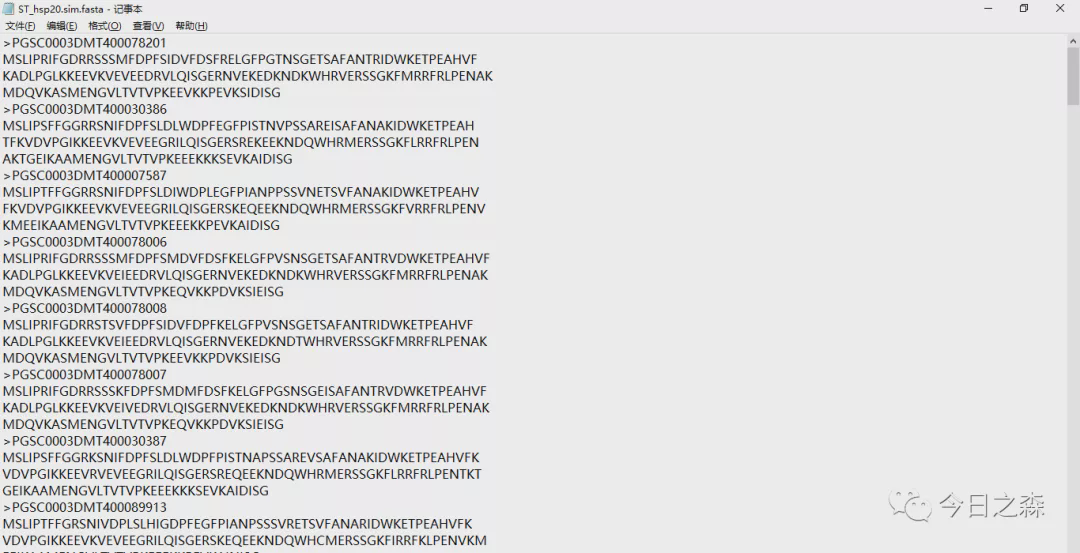 ST_hsp20.sim.fasta - 记事本
文件(F) 编辑(E) 格式(O) 查看(V) 帮助(H)
>PGSC0003DMT400078201
MSLIPRIFGDRRSSSMFDPFSIDVFDSFRELGFPGTNSGETSAFANTRIDWKETPEAHVF
KADLPGLKKEEVKVEVEEDRVLQISGERNVEKEDKNDKWHRVERSSGKFMRRFRLPENAK
MDQVKASMENGVLTVTVPKEEVKKPEVKSIDISG
>PGSC0003DMT400030386
MSLIPSFFGGRRSNIFDPFSLDLWDPFEGFPISTNVPSSAREISAFANAKIDWKETPEAH
TFKVDVPGIKKEEVKVEVEEGRILQISGERSREKEEKNDQWHRMERSSGKFLRRFRLPEN
AKTGEIKAAMENGVLTVTVPKEEEKKKSEVKAIDISG
>PGSC0003DMT400007587
MSLIPTFFGGRRSNIFDPFSLDIWDPLEGFPIANPPSSVNETSVFANAKIDWKETPEAHV
FKVDVPGIKKEEVKVEVEEGRILQISGERSKEQEEKNDQWHRMERSSGKFVRRFRLPENV
KMEEIKAAMENGVLTVTVPKEEEKKPEVKAIDISG
>PGSC0003DMT400078006
MSLIPRIFGDRRSSSMFDPFSMDVFDSFKELGFPVSNSGETSAFANTRVDWKETPEAHVF
KADLPGLKKEEVKVEIEEDRVLQISGERNVEKEDKNDKWHRVERSSGKFMRRFRLPENAK
MDQVKASMENGVLTVTVPKEQVKKPDVKSIEISG
>PGSC0003DMT400078008
MSLIPRIFGDRRSTSVFDPFSIDVFDPFKELGFPVSNSGETSAFANTRIDWKETPEAHVF
KADLPGLKKEEVKVEIEEDRVLQISGERNVEKEDKNDTWHRVERSSGKFMRRFRLPENAK
MDQVKASMENGVLTVTVPKEEVKKPDVKSIEISG
>PGSC0003DMT400078007
MSLIPRIFGDRRSSSKFDPFSMDMFDSFKELGFPGSNSGEISAFANTRVDWKETPEAHVF
KADLPGLKKEEVKVEIVEDRVLQISGERNVEKEDKNDKWHRVERSSGKFMRRFRLPENAK
MDQVKASMENGVLTVTVPKEQVKKPDVKSIEISG
>PGSC0003DMT400030387
MSLIPSFFGGRKSNIFDPFSLDLWDPFPISTNAPSSAREVSAFANAKIDWKETPEAHVFK
VDVPGIKKEEVRVEVEEGRILQISGERSREQEEKNDQWHRMERSSGKFLRRFRLPENTKT
GEIKAAMENGVLTVTVPKEEEKKKSEVKAIDISG
>PGSC0003DMT400089913
MSLIPTFFGGRSNIVDPLSLHIGDPFEGFPIANPSSSVRETSVFANARIDWKETPEAHVFK
VDVPGIKKEEVKVEVEEGRILQISGERSKEQEEKNDQWHCMERSSGKFIRRFKLPENVKM
今日之森